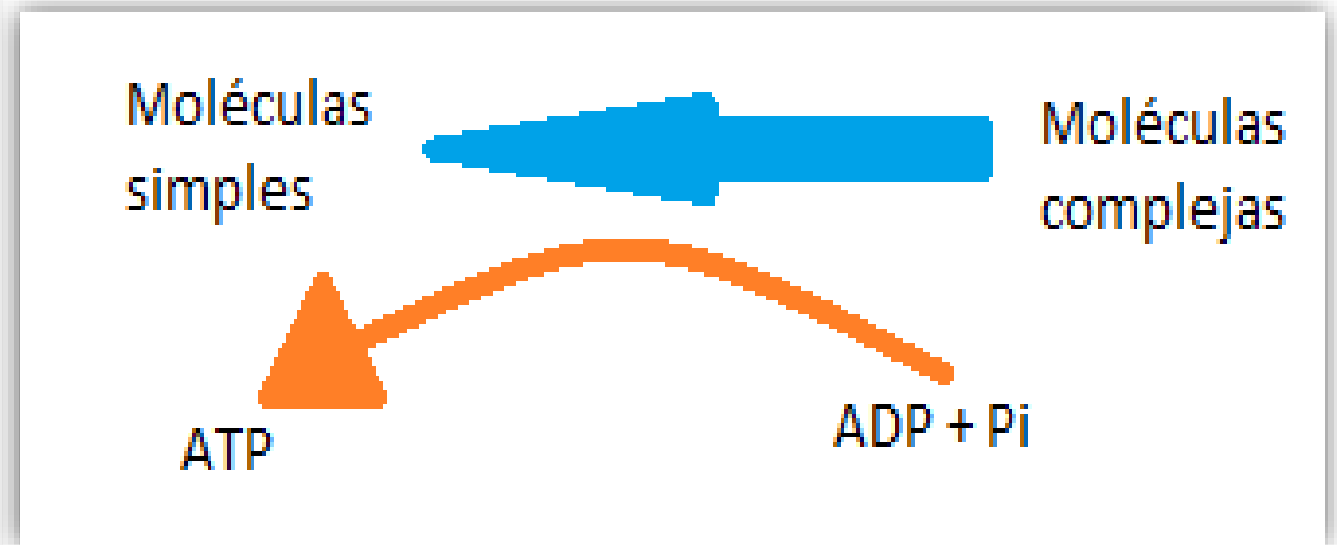 Moléculas
simples
Moléculas
complejas
ATP
ADP + Pi